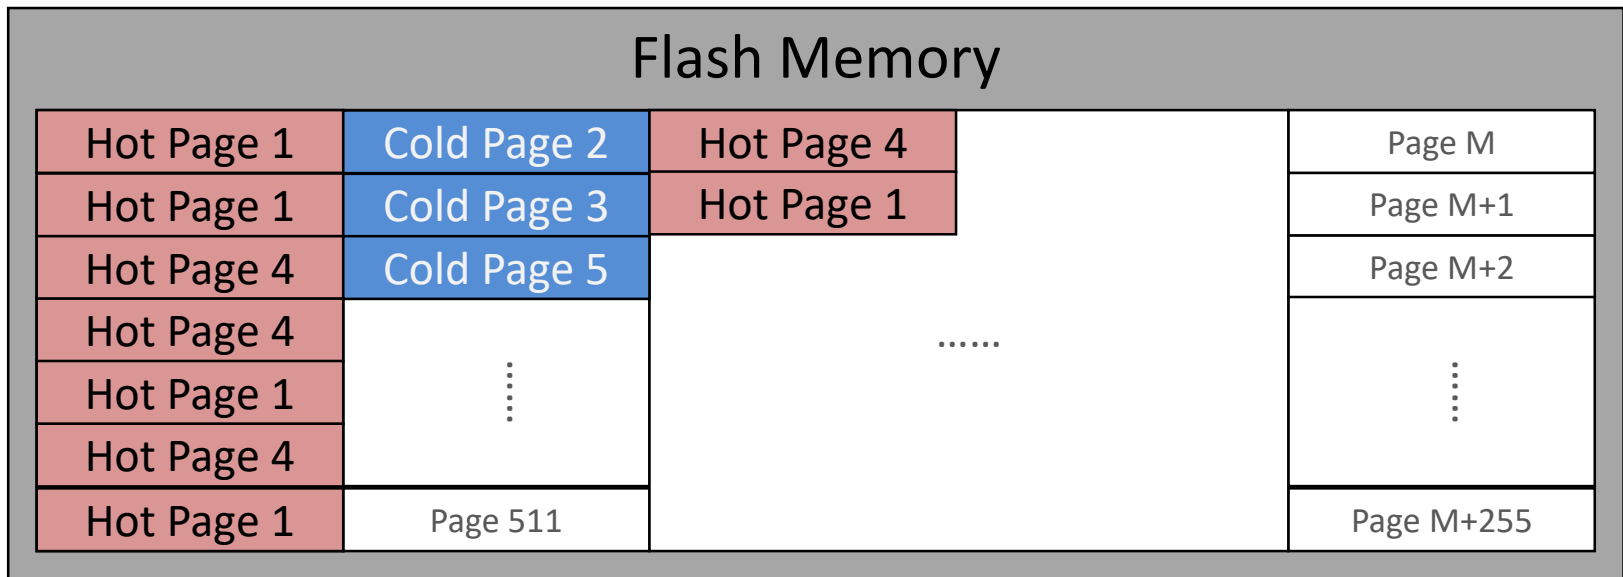 Flash Memory
Hot Page 1 Cold Page 2 Hot Page 4 Page M
Hot Page 1 Cold Page 3 Hot Page 1 Page M+1
Hot Page 4 Cold Page 5 Page M+2
Hot Page 4 ......
Hot Page 1 ...... ......
Hot Page 4
Hot Page 1 Page 511 Page M+255